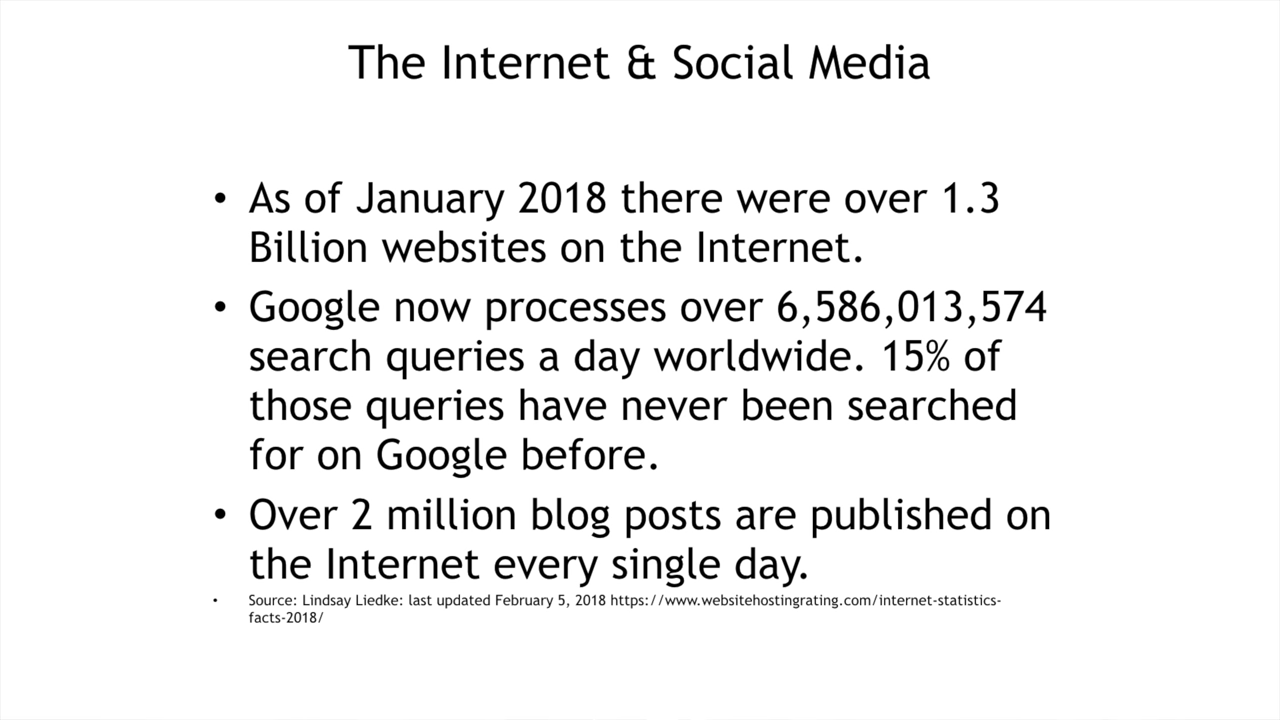 The Internet & Social Media
• As of January 2018 there were over 1.3
Billion websites on the Internet.
• Google now processes over 6,586,013,574
search queries a day worldwide. 15% of
those queries have never been searched
for on Google before.
• Over 2 million blog posts are published on
the Internet every single day.
• Source: Lindsay Liedke: last updated February 5, 2018 https://www.websitehostingrating.com/internet-statistics-
facts-2018/